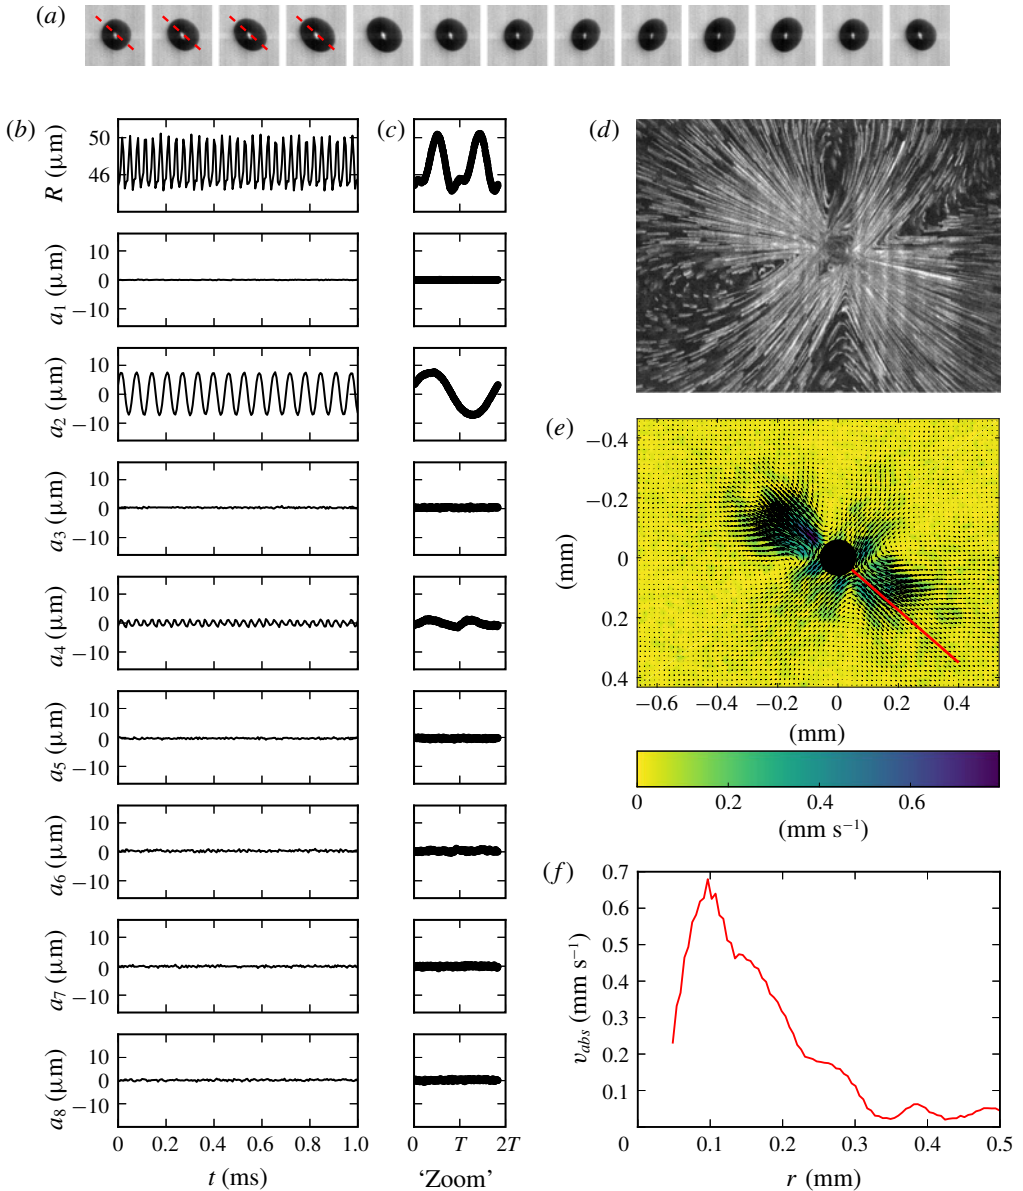 (a)
(b)
(c)
(d)
R (μm)
50
46
a1 (μm)
10
0
−10
a2 (μm)
10
0
−10
a3 (μm)
10
0
−10
a4 (μm)
10
0
−10
a5 (μm)
10
0
−10
a6 (μm)
10
0
−10
a7 (μm)
10
0
−10
a8 (μm)
10
0
−10
0 0.2 0.4 0.6 0.8 1.0
t (ms)
0 T 2T
‘Zoom’
(e)
(mm)
−0.4
−0.2
0
0.2
0.4
−0.6 −0.4 −0.2 0 0.2 0.4
(mm)
0 0.2 0.4 0.6
(mm s⁻¹)
(f)
vabs (mm s⁻¹)
0.7
0.6
0.5
0.4
0.3
0.2
0.1
0 0.1 0.2 0.3 0.4 0.5
r (mm)